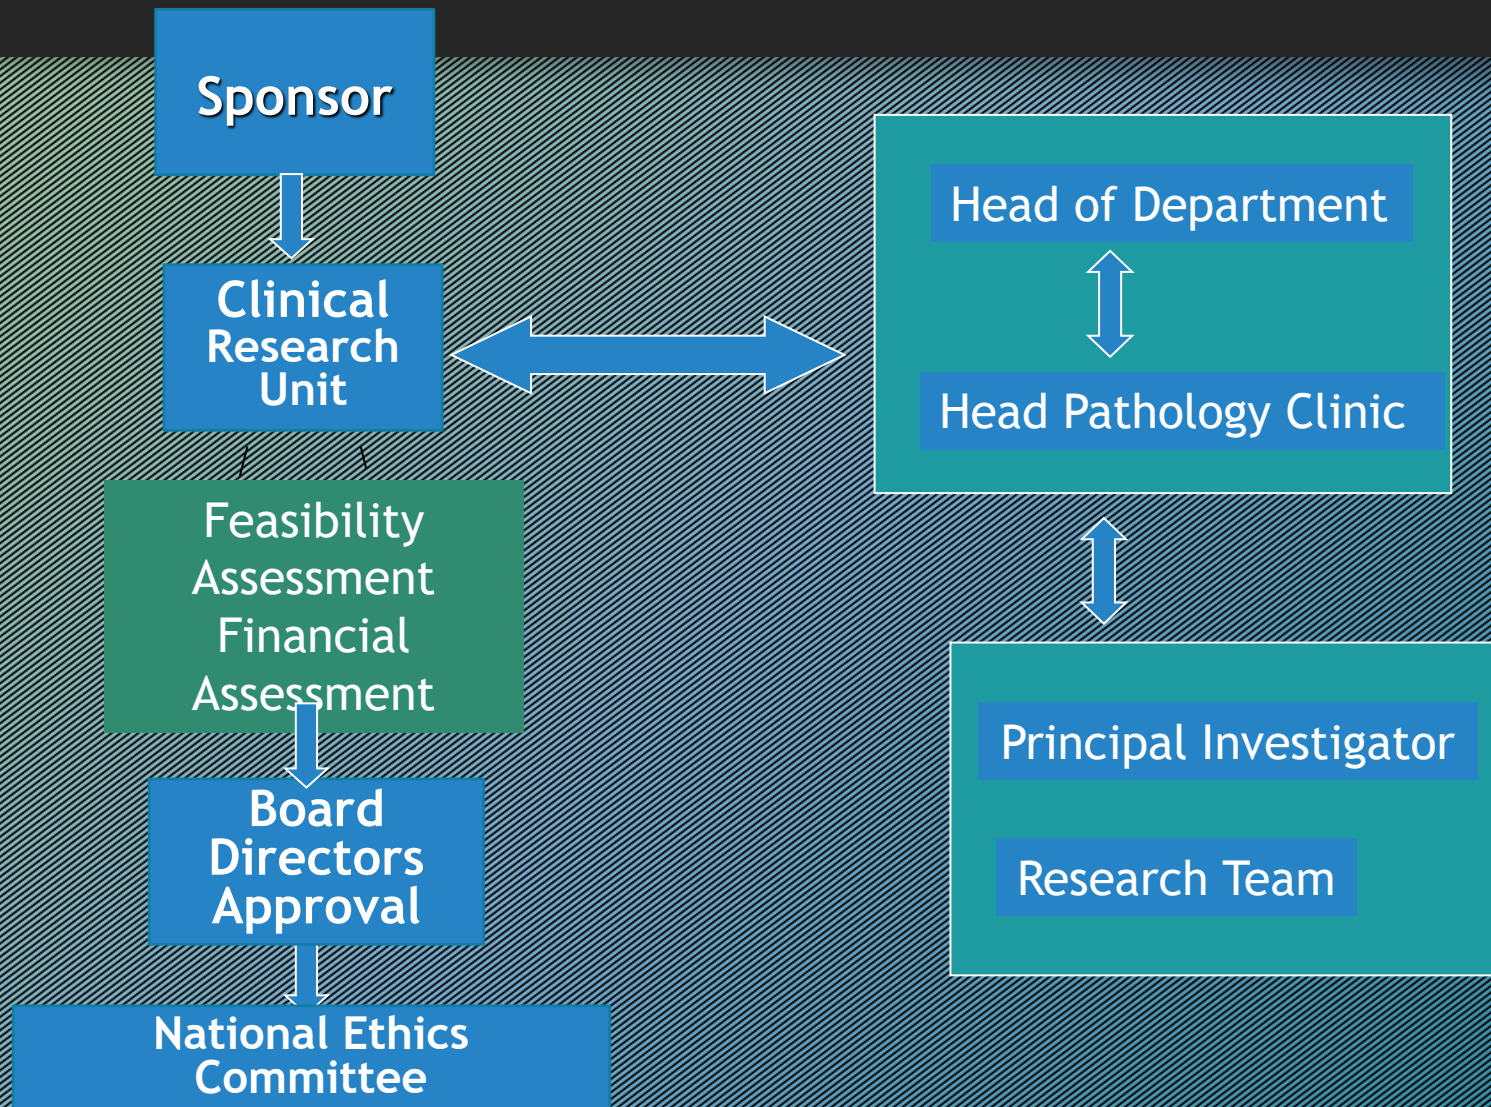 Sponsor
Clinical
Research
Unit
Feasibility
Assessment
Financial
Assessment
Board
Directors
Approval
National Ethics
Committee
Head of Department
Head Pathology Clinic
Principal Investigator
Research Team